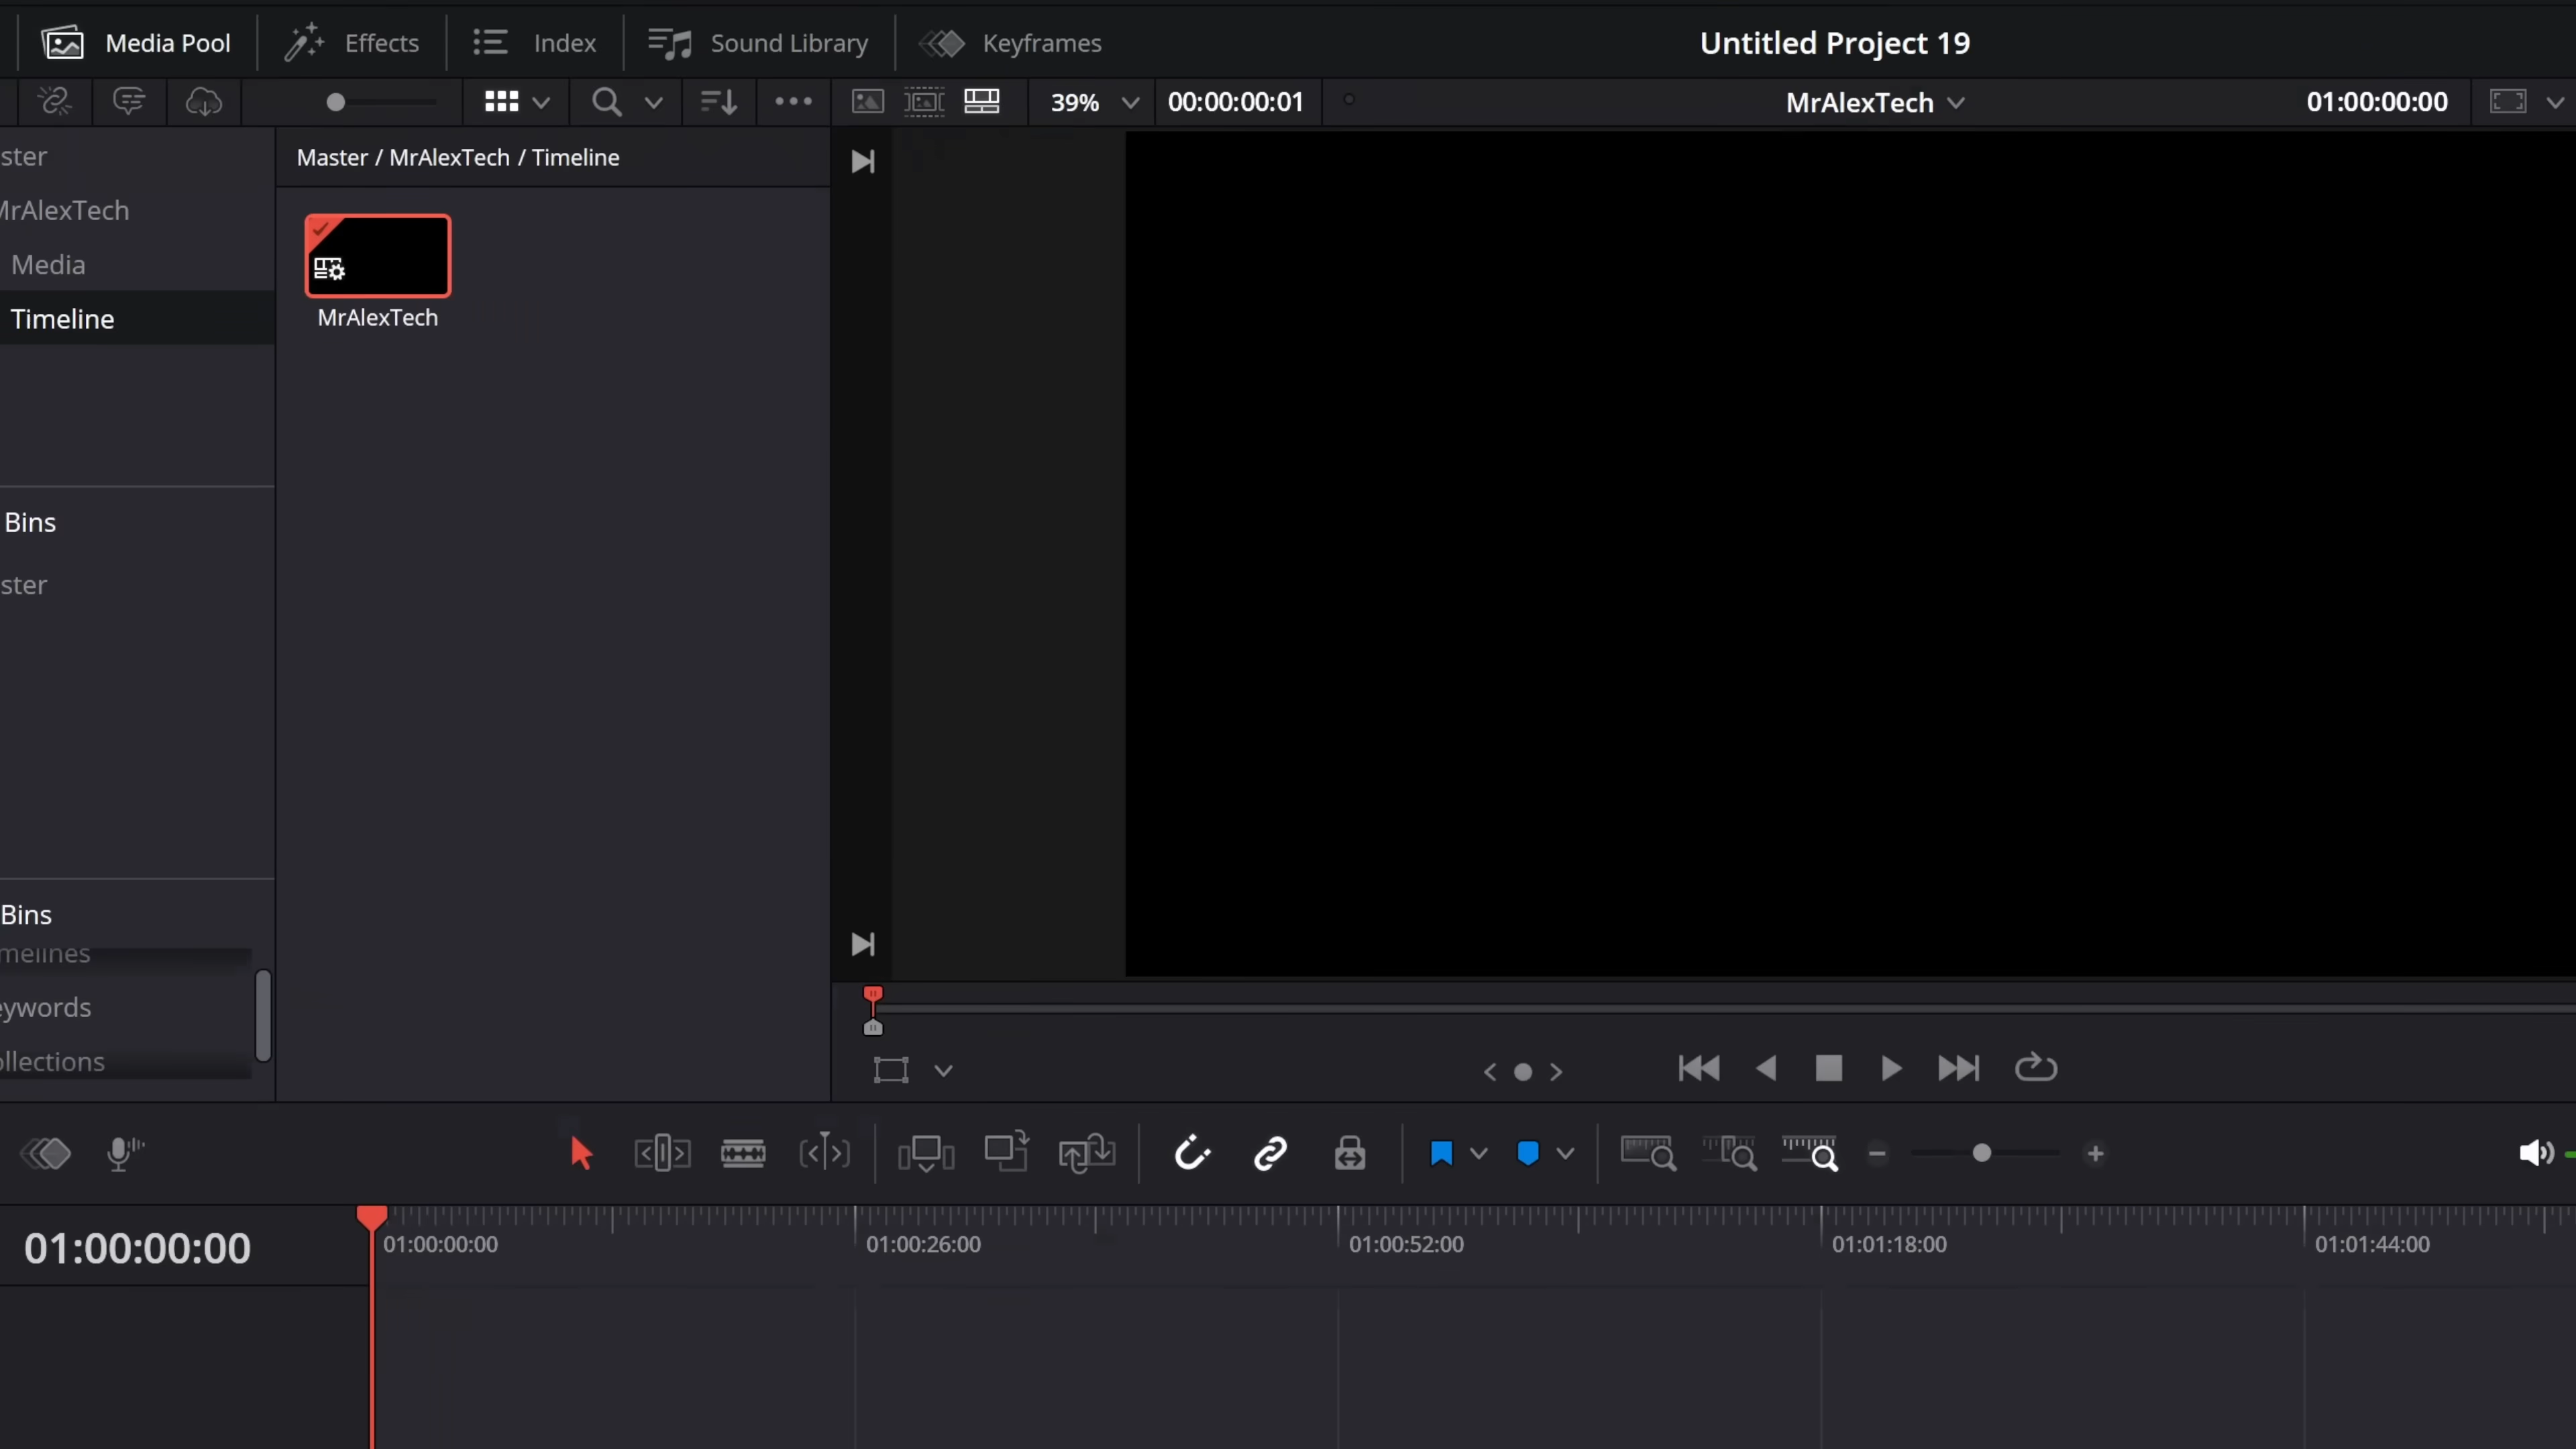 Media Pool
Effects
Index
Sound Library
Keyframes
Untitled Project 19
39%
00:00:00:01
MrAlexTech
01:00:00:00
ster
MrAlexTech
Media
Timeline
Bins
ster
Bins
melines
eywords
ollections
Master / MrAlexTech / Timeline
MrAlexTech
01:00:00:00
01:00:00:00
01:00:26:00
01:00:52:00
01:01:18:00
01:01:44:00